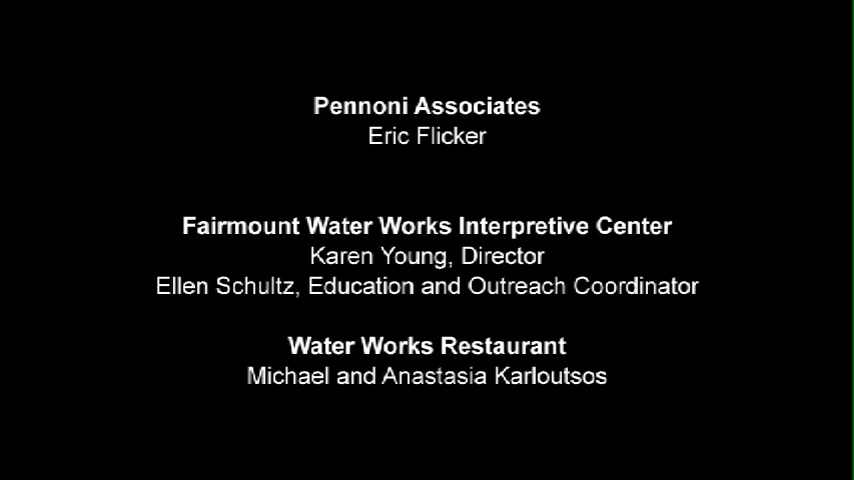 Pennoni Associates
Eric Flicker
Fairmount Water Works Interpretive Center
Karen Young, Director
Ellen Schultz, Education and Outreach Coordinator
Water Works Restaurant
Michael and Anastasia Karloutsos